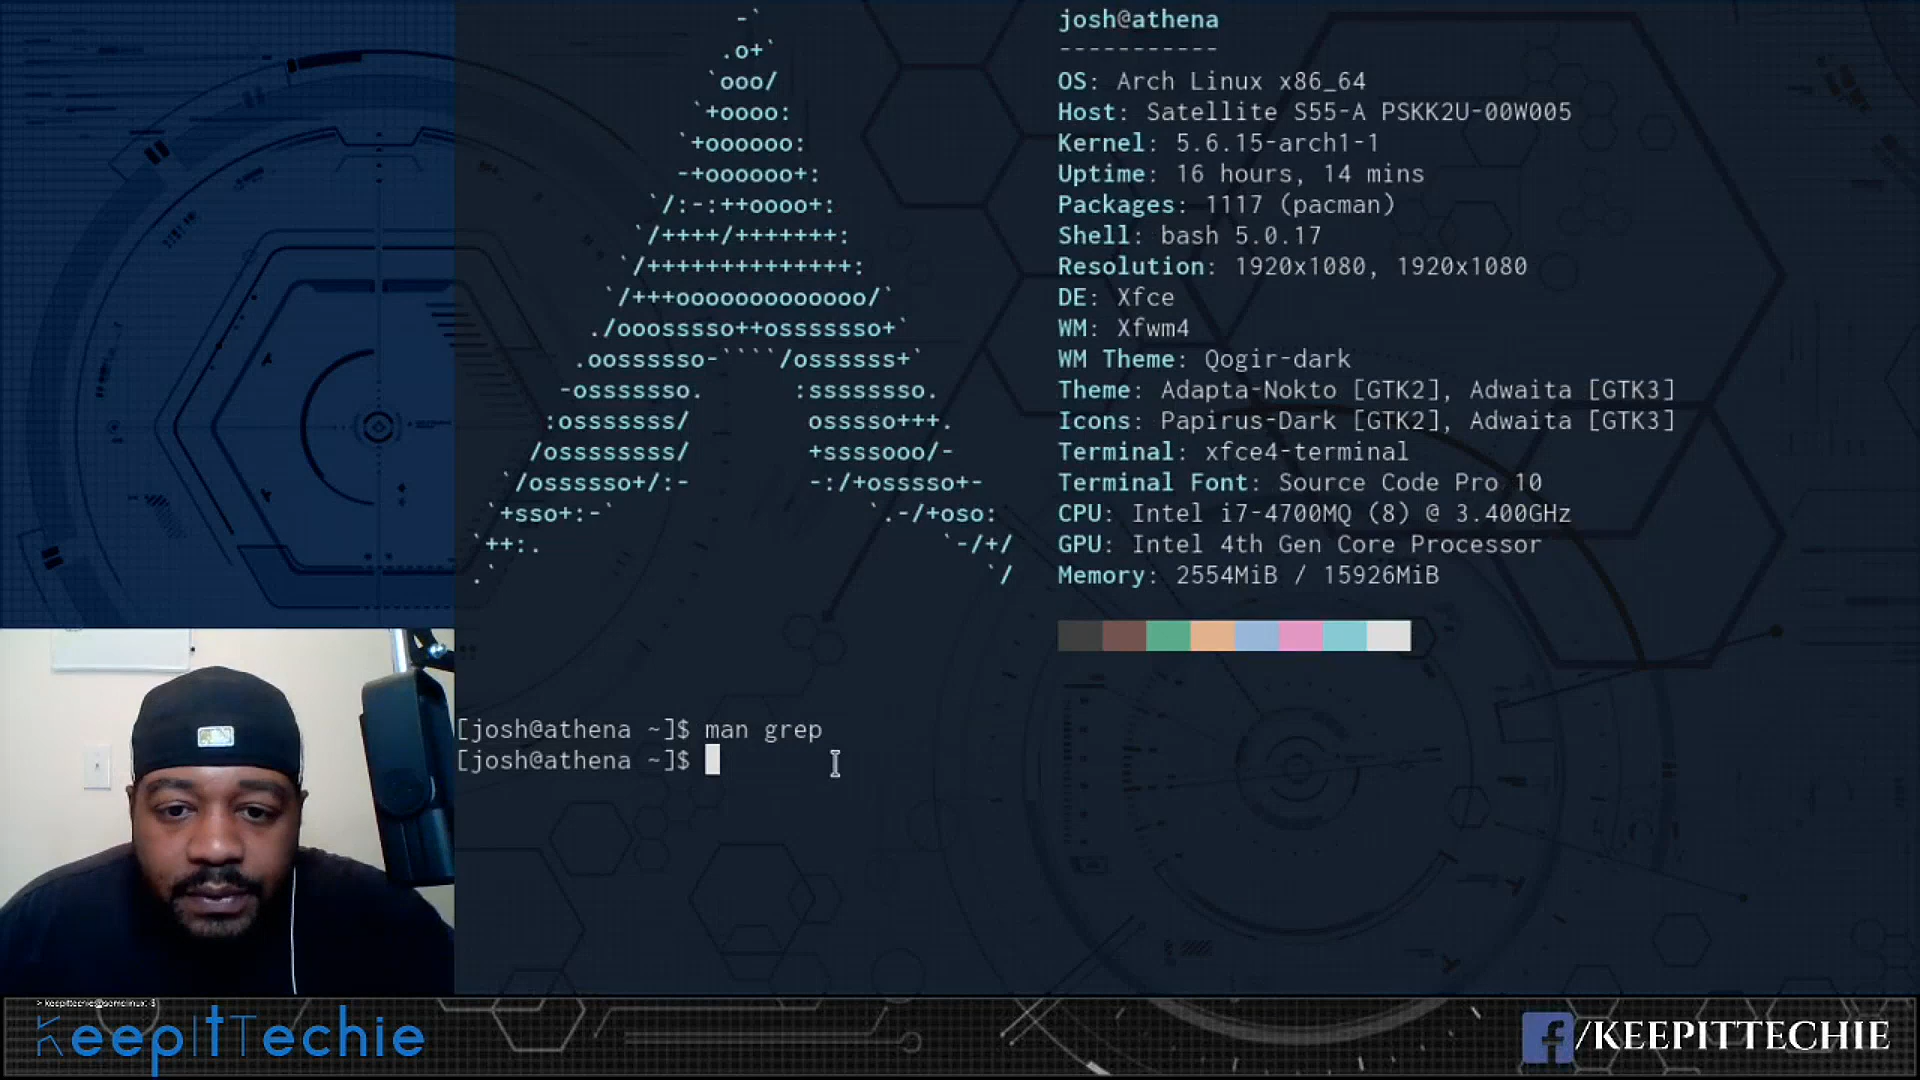 josh@athena
-----------
OS: Arch Linux x86_64
Host: Satellite S55-A PSKK2U-00W005
Kernel: 5.6.15-arch1-1
Uptime: 16 hours, 14 mins
Packages: 1117 (pacman)
Shell: bash 5.0.17
Resolution: 1920x1080, 1920x1080
DE: Xfce
WM: Xfwm4
WM Theme: Qogir-dark
Theme: Adapta-Nokto [GTK2], Adwaita [GTK3]
Icons: Papirus-Dark [GTK2], Adwaita [GTK3]
Terminal: xfce4-terminal
Terminal Font: Source Code Pro 10
CPU: Intel i7-4700MQ (8) @ 3.400GHz
GPU: Intel 4th Gen Core Processor
Memory: 2554MiB / 15926MiB
[josh@athena ~]$ man grep
[josh@athena ~]$
> keepittechie@somelinux:~$
KeepItTechie
/KEEPITTECHIE